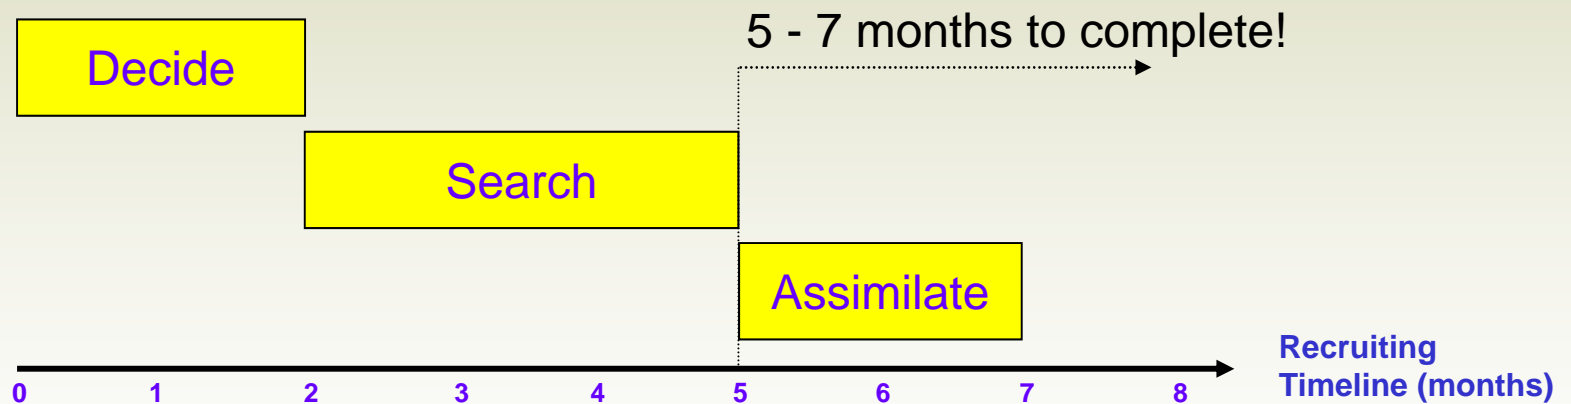 5 - 7 months to complete!
Decide
Search
Assimilate
Recruiting
Timeline (months)
0 1 2 3 4 5 6 7 8